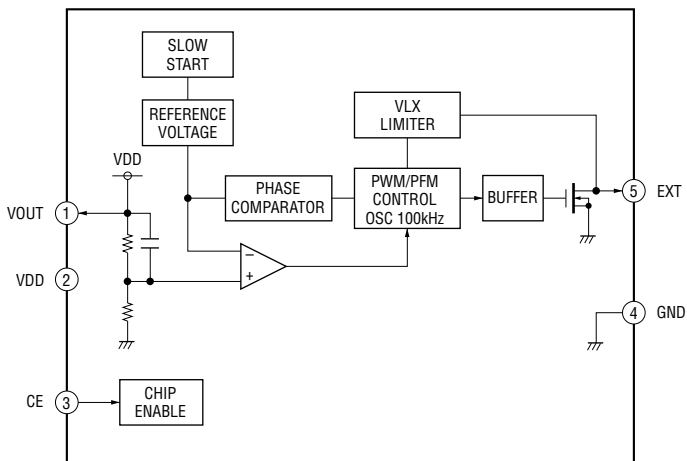 SLOW
START
REFERENCE
VOLTAGE
VLX
LIMITER
VDD
PHASE
COMPARATOR
PWM/PFM
CONTROL
OSC 100kHz
BUFFER
5 EXT
VOUT 1
−
+
VDD 2
4 GND
CE 3
CHIP
ENABLE